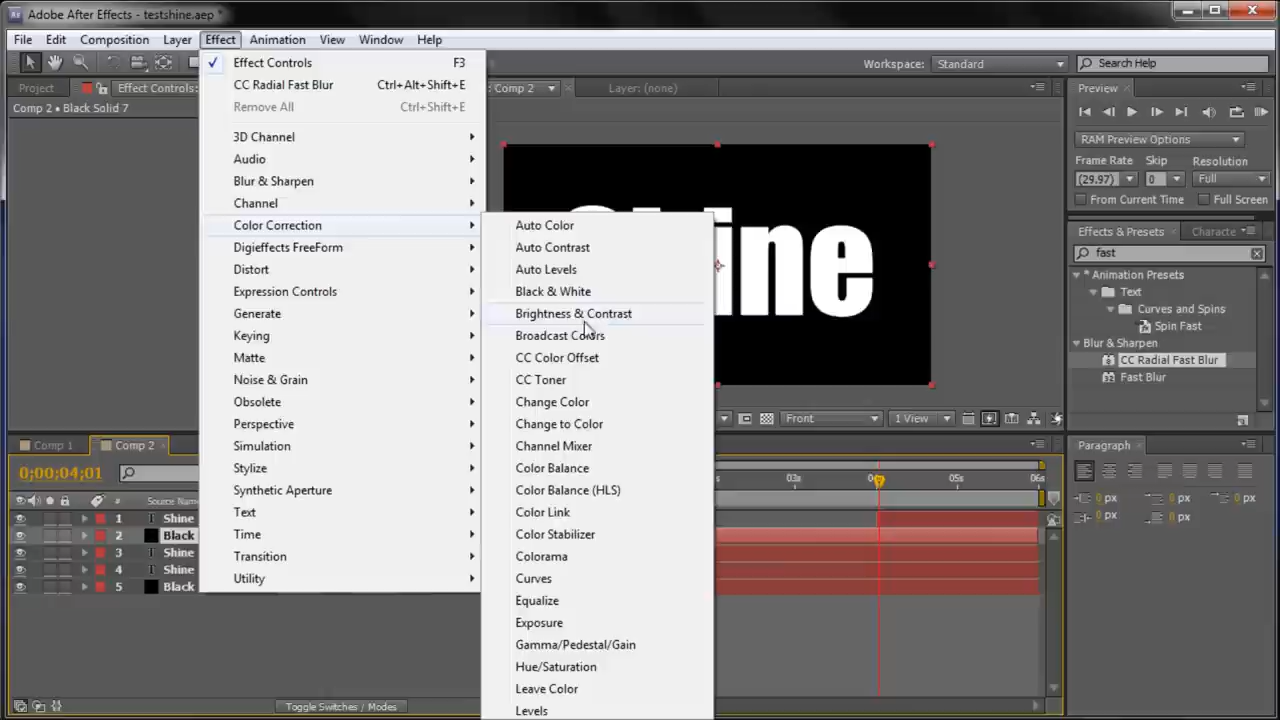 Adobe After Effects - testshine.aep *
File Edit Composition Layer Effect Animation View Window Help
Workspace: Standard
Search Help
Project
Effect Controls:
Comp 2 • Black Solid 7
Comp 2
Layer: (none)
Effect Controls F3
CC Radial Fast Blur Ctrl+Alt+Shift+E
Remove All Ctrl+Shift+E
3D Channel
Audio
Blur & Sharpen
Channel
Color Correction
Digieffects FreeForm
Distort
Expression Controls
Generate
Keying
Matte
Noise & Grain
Obsolete
Perspective
Simulation
Stylize
Synthetic Aperture
Text
Time
Transition
Utility
Auto Color
Auto Contrast
Auto Levels
Black & White
Brightness & Contrast
Broadcast Colors
CC Color Offset
CC Toner
Change Color
Change to Color
Channel Mixer
Color Balance
Color Balance (HLS)
Color Link
Color Stabilizer
Colorama
Curves
Equalize
Exposure
Gamma/Pedestal/Gain
Hue/Saturation
Leave Color
Levels
ine
Front
1 View
Preview
RAM Preview Options
Frame Rate Skip Resolution
(29.97) 0 Full
From Current Time Full Screen
Effects & Presets
Characte
fast
* Animation Presets
Text
Curves and Spins
Spin Fast
Blur & Sharpen
CC Radial Fast Blur
Fast Blur
Paragraph
0 px 0 px 0 px
0 px 0 px
Comp 1
Comp 2
0;00;04;01
# Source Name
1 T Shine
2 Black
3 T Shine
4 T Shine
5 Black
03s
05s
06s
Toggle Switches / Modes